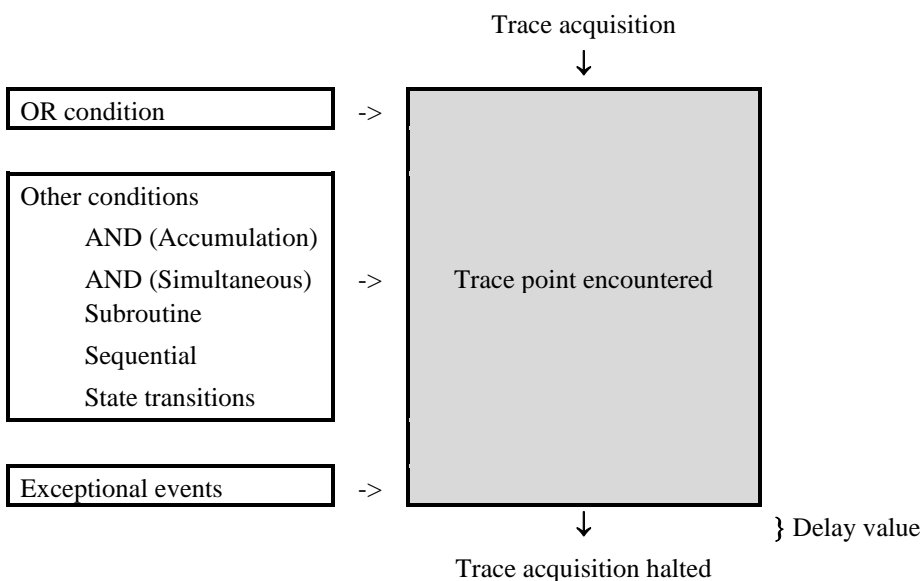 Trace acquisition
↓
OR condition ->
Other conditions
AND (Accumulation)
AND (Simultaneous) -> Trace point encountered
Subroutine
Sequential
State transitions
Exceptional events ->
↓
} Delay value
Trace acquisition halted